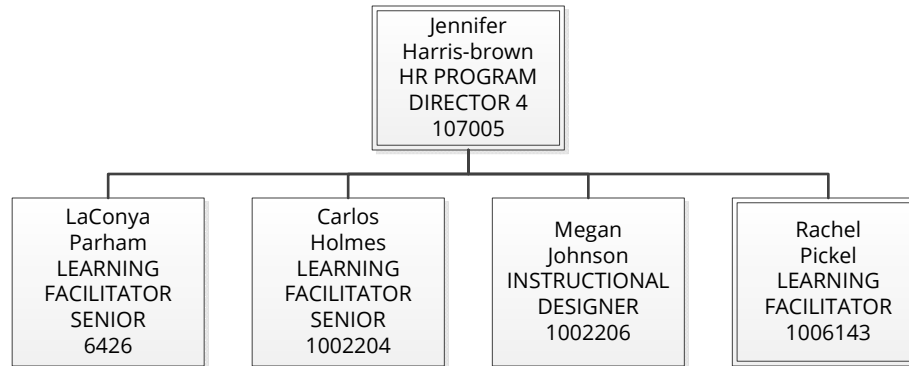 Jennifer
Harris-brown
HR PROGRAM
DIRECTOR 4
107005
LaConya
Parham
LEARNING
FACILITATOR
SENIOR
6426
Carlos
Holmes
LEARNING
FACILITATOR
SENIOR
1002204
Megan
Johnson
INSTRUCTIONAL
DESIGNER
1002206
Rachel
Pickel
LEARNING
FACILITATOR
1006143